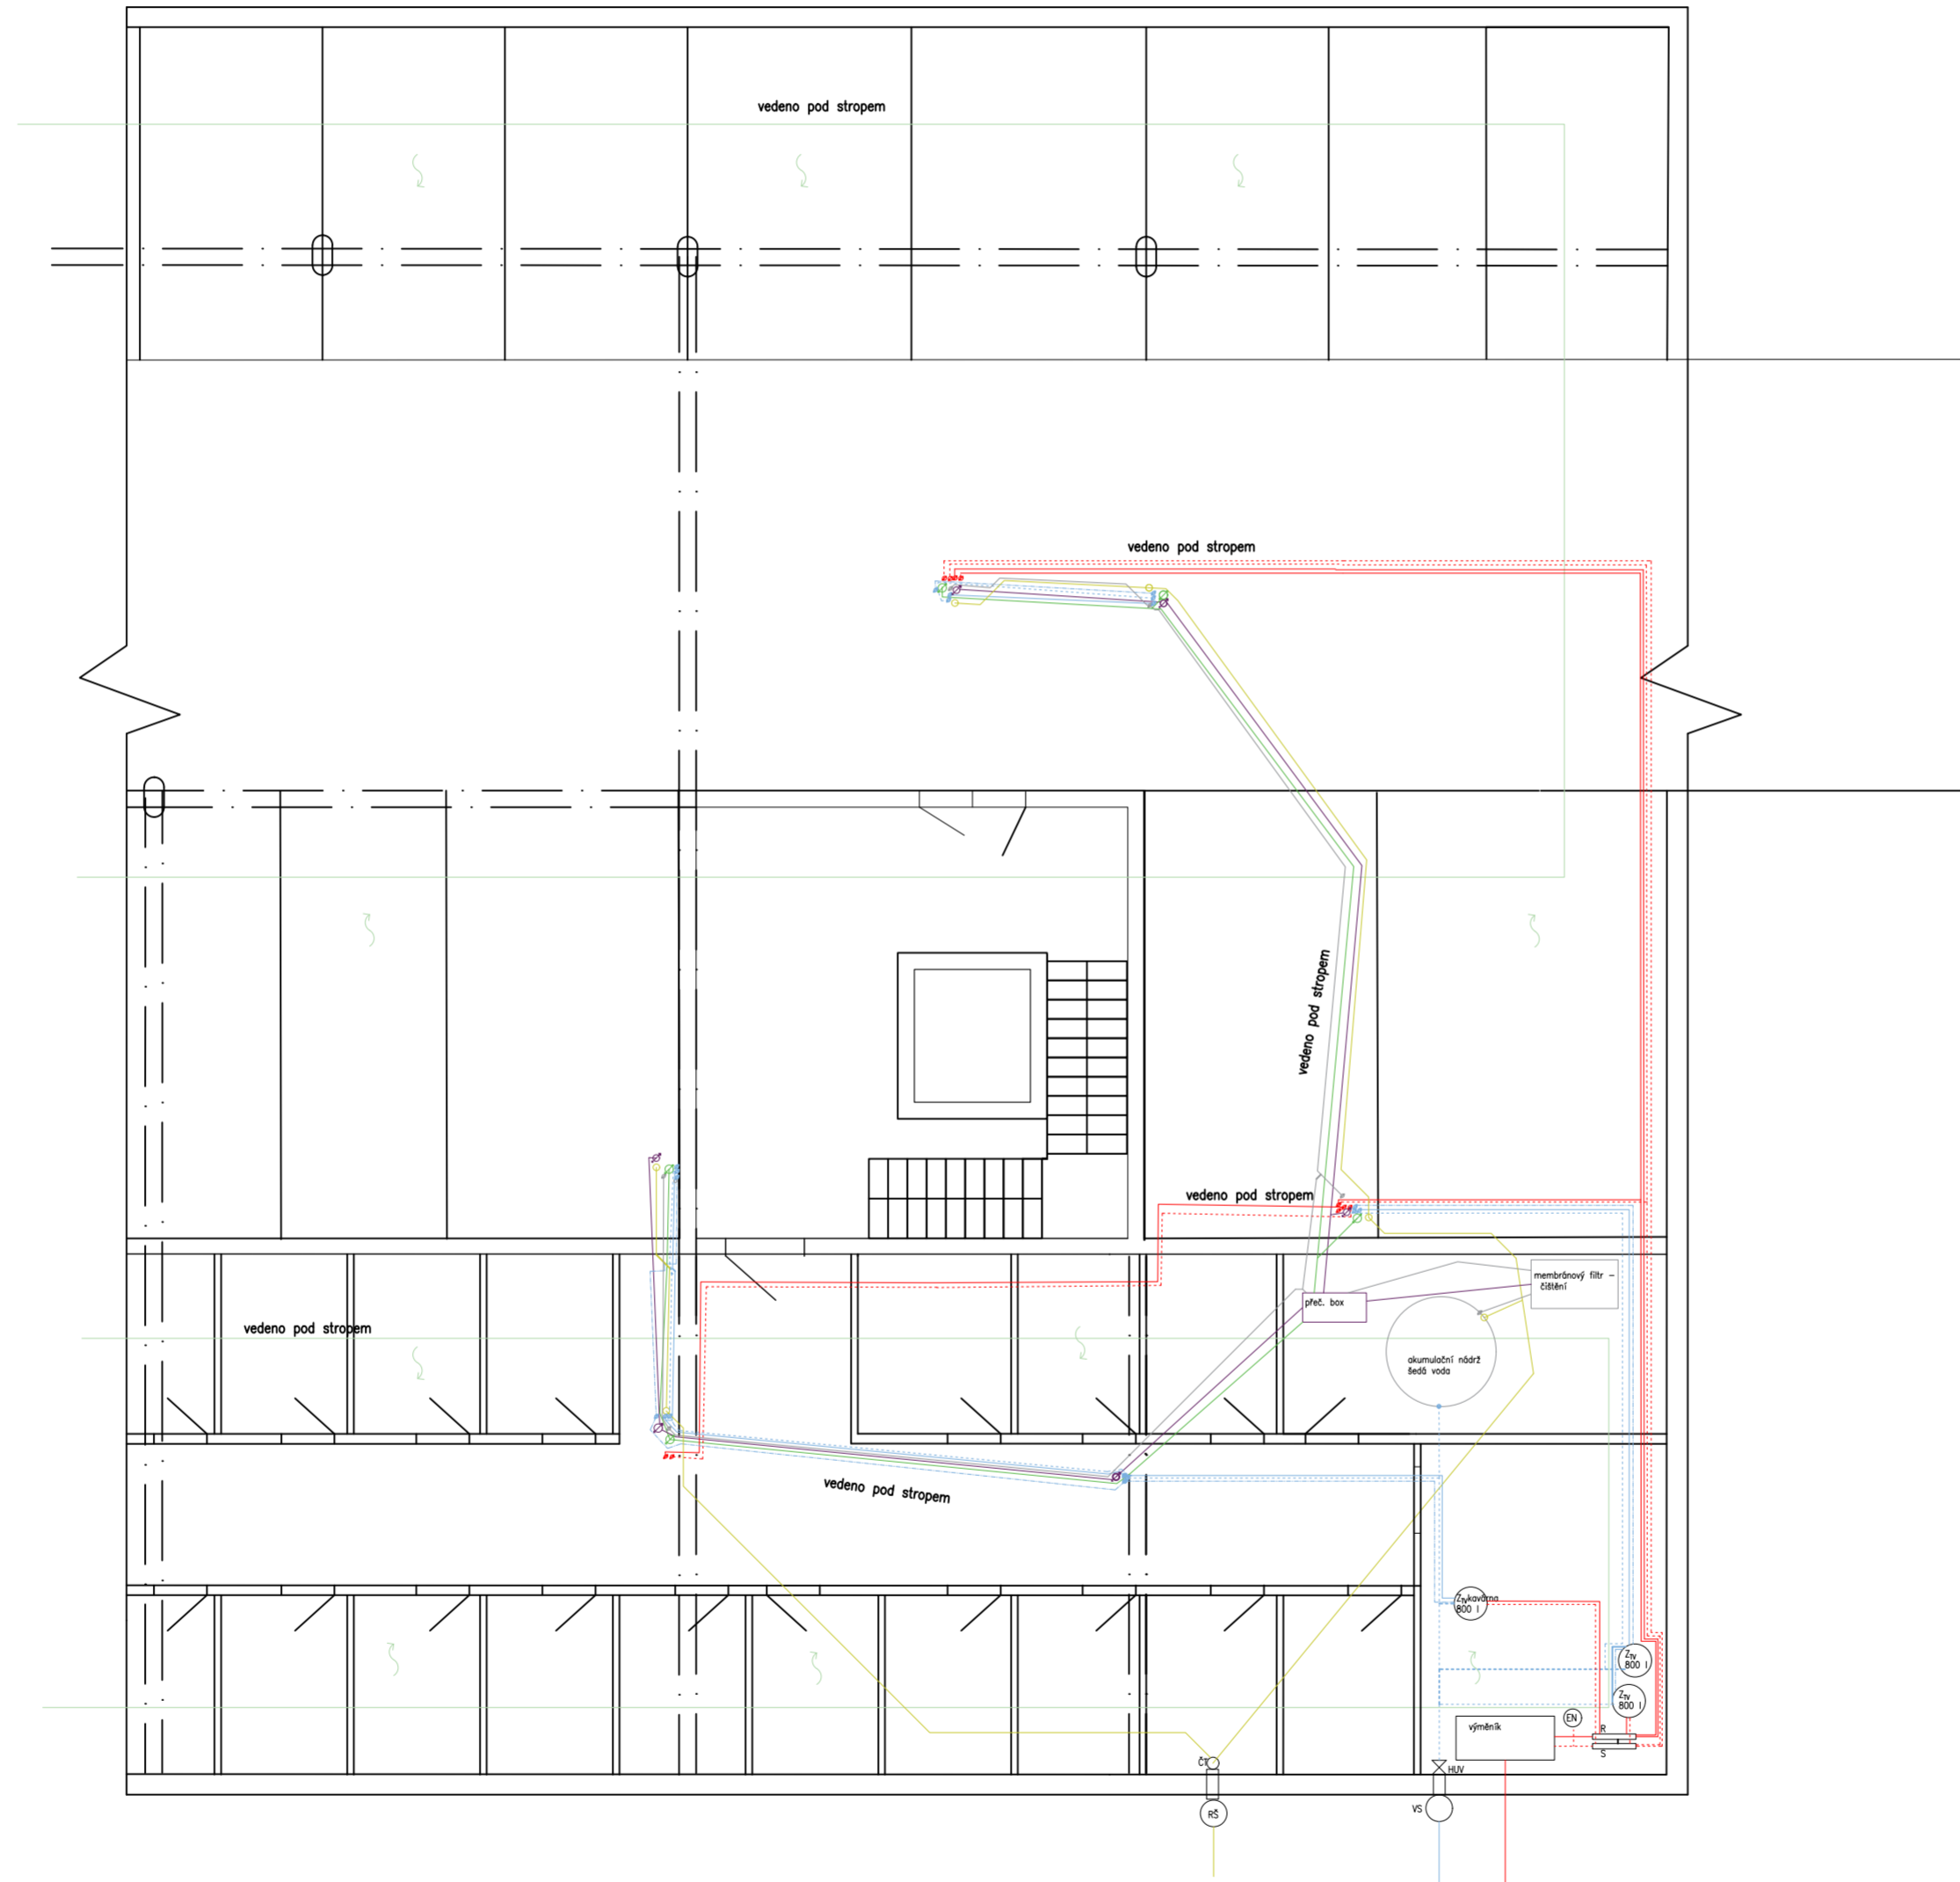 vedeno pod stropem
vedeno pod stropem
vedeno pod stropem
vedeno pod stropem
membránový filtr –
čištění
přeč. box
vedeno pod stropem
akumulační nádrž
šedá voda
vedeno pod stropem
ZTV kavárna
800 l
ZTV
800 l
ZTV
800 l
EN
výměník
R
S
ČT
HUV
RŠ
VS